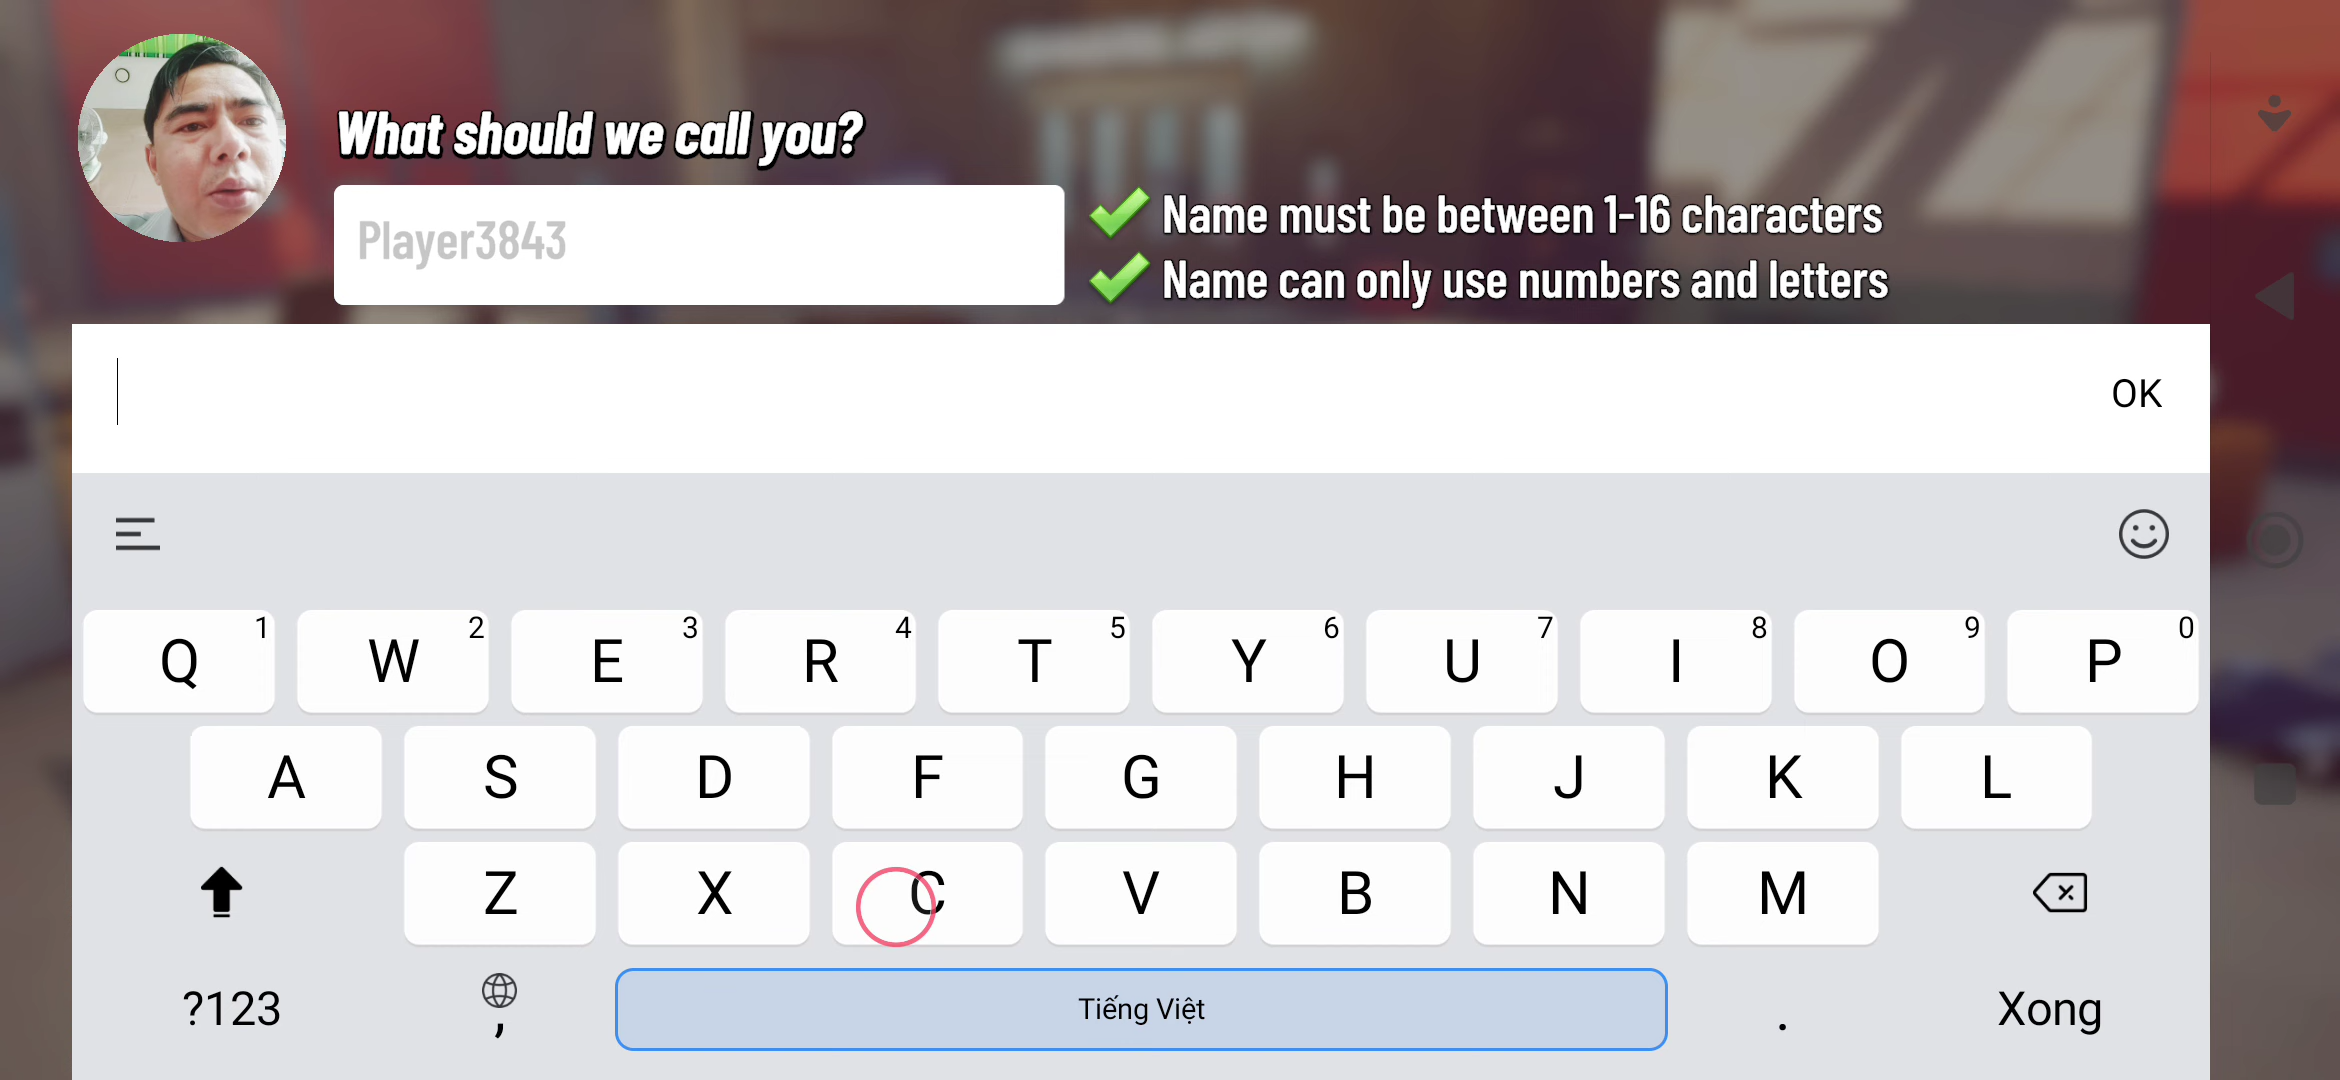 What should we call you?
Player3843
Name must be between 1-16 characters
Name can only use numbers and letters
OK
Q 1 W 2 E 3 R 4 T 5 Y 6 U 7 I 8 O 9 P 0
A S D F G H J K L
Z X C V B N M
?123 , Tiếng Việt . Xong